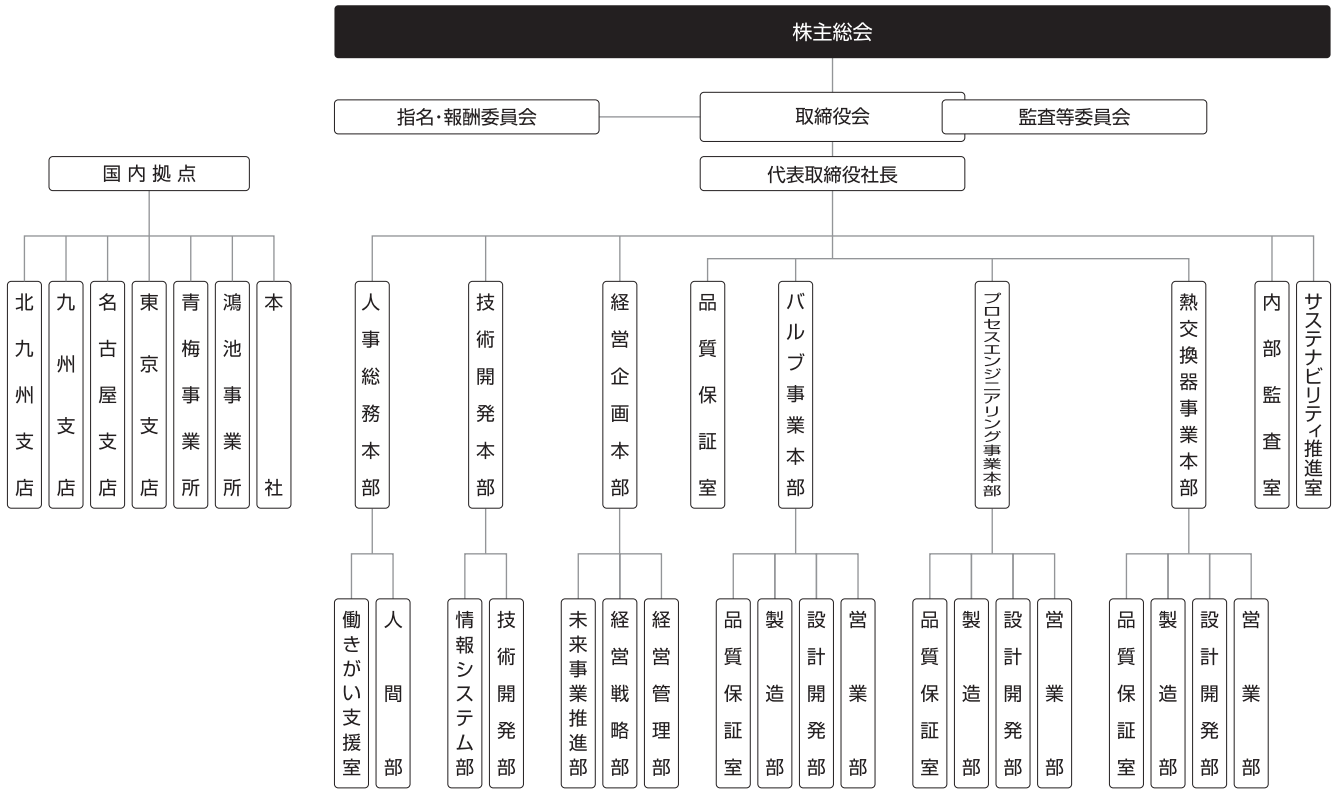 株主総会
指名・報酬委員会
取締役会
監査等委員会
国内拠点
代表取締役社長
北九州支店
九州支店
名古屋支店
東京支店
青梅事業所
鴻池事業所
本社
人事総務本部
技術開発本部
経営企画本部
品質保証室
バルブ事業本部
プロセスエンジニアリング事業本部
熱交換器事業本部
内部監査室
サステナビリティ推進室
働きがい支援室
人間部
情報システム部
技術開発部
未来事業推進部
経営戦略部
経営管理部
品質保証室
製造部
設計開発部
営業部
品質保証室
製造部
設計開発部
営業部
品質保証室
製造部
設計開発部
営業部